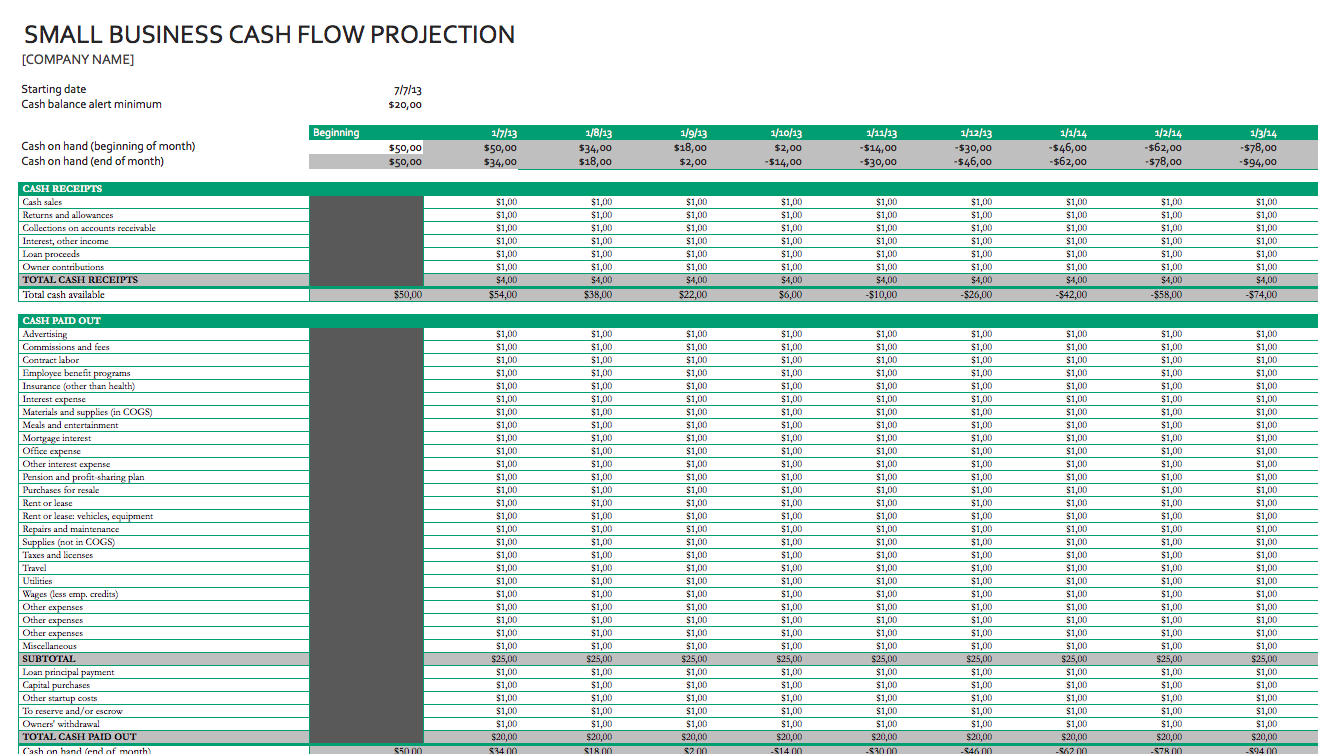 SMALL BUSINESS CASH FLOW PROJECTION
[COMPANY NAME]
Starting date 7/7/13
Cash balance alert minimum $20,00
Beginning 1/7/13 1/8/13 1/9/13 1/10/13 1/11/13 1/12/13 1/1/14 1/2/14 1/3/14
Cash on hand (beginning of month) $50,00 $50,00 $34,00 $18,00 $2,00 -$14,00 -$30,00 -$46,00 -$62,00 -$78,00
Cash on hand (end of month) $50,00 $34,00 $18,00 $2,00 -$14,00 -$30,00 -$46,00 -$62,00 -$78,00 -$94,00
CASH RECEIPTS
Cash sales $1,00 $1,00 $1,00 $1,00 $1,00 $1,00 $1,00 $1,00 $1,00
Returns and allowances $1,00 $1,00 $1,00 $1,00 $1,00 $1,00 $1,00 $1,00 $1,00
Collections on accounts receivable $1,00 $1,00 $1,00 $1,00 $1,00 $1,00 $1,00 $1,00 $1,00
Interest, other income $1,00 $1,00 $1,00 $1,00 $1,00 $1,00 $1,00 $1,00 $1,00
Loan proceeds $1,00 $1,00 $1,00 $1,00 $1,00 $1,00 $1,00 $1,00 $1,00
Owner contributions $1,00 $1,00 $1,00 $1,00 $1,00 $1,00 $1,00 $1,00 $1,00
TOTAL CASH RECEIPTS $4,00 $4,00 $4,00 $4,00 $4,00 $4,00 $4,00 $4,00 $4,00
Total cash available $50,00 $54,00 $38,00 $22,00 $6,00 -$10,00 -$26,00 -$42,00 -$58,00 -$74,00
CASH PAID OUT
Advertising $1,00 $1,00 $1,00 $1,00 $1,00 $1,00 $1,00 $1,00 $1,00
Commissions and fees $1,00 $1,00 $1,00 $1,00 $1,00 $1,00 $1,00 $1,00 $1,00
Contract labor $1,00 $1,00 $1,00 $1,00 $1,00 $1,00 $1,00 $1,00 $1,00
Employee benefit programs $1,00 $1,00 $1,00 $1,00 $1,00 $1,00 $1,00 $1,00 $1,00
Insurance (other than health) $1,00 $1,00 $1,00 $1,00 $1,00 $1,00 $1,00 $1,00 $1,00
Interest expense $1,00 $1,00 $1,00 $1,00 $1,00 $1,00 $1,00 $1,00 $1,00
Materials and supplies (in COGS) $1,00 $1,00 $1,00 $1,00 $1,00 $1,00 $1,00 $1,00 $1,00
Meals and entertainment $1,00 $1,00 $1,00 $1,00 $1,00 $1,00 $1,00 $1,00 $1,00
Mortgage interest $1,00 $1,00 $1,00 $1,00 $1,00 $1,00 $1,00 $1,00 $1,00
Office expense $1,00 $1,00 $1,00 $1,00 $1,00 $1,00 $1,00 $1,00 $1,00
Other interest expense $1,00 $1,00 $1,00 $1,00 $1,00 $1,00 $1,00 $1,00 $1,00
Pension and profit-sharing plan $1,00 $1,00 $1,00 $1,00 $1,00 $1,00 $1,00 $1,00 $1,00
Purchases for resale $1,00 $1,00 $1,00 $1,00 $1,00 $1,00 $1,00 $1,00 $1,00
Rent or lease $1,00 $1,00 $1,00 $1,00 $1,00 $1,00 $1,00 $1,00 $1,00
Rent or lease: vehicles, equipment $1,00 $1,00 $1,00 $1,00 $1,00 $1,00 $1,00 $1,00 $1,00
Repairs and maintenance $1,00 $1,00 $1,00 $1,00 $1,00 $1,00 $1,00 $1,00 $1,00
Supplies (not in COGS) $1,00 $1,00 $1,00 $1,00 $1,00 $1,00 $1,00 $1,00 $1,00
Taxes and licenses $1,00 $1,00 $1,00 $1,00 $1,00 $1,00 $1,00 $1,00 $1,00
Travel $1,00 $1,00 $1,00 $1,00 $1,00 $1,00 $1,00 $1,00 $1,00
Utilities $1,00 $1,00 $1,00 $1,00 $1,00 $1,00 $1,00 $1,00 $1,00
Wages (less emp. credits) $1,00 $1,00 $1,00 $1,00 $1,00 $1,00 $1,00 $1,00 $1,00
Other expenses $1,00 $1,00 $1,00 $1,00 $1,00 $1,00 $1,00 $1,00 $1,00
Other expenses $1,00 $1,00 $1,00 $1,00 $1,00 $1,00 $1,00 $1,00 $1,00
Other expenses $1,00 $1,00 $1,00 $1,00 $1,00 $1,00 $1,00 $1,00 $1,00
Miscellaneous $1,00 $1,00 $1,00 $1,00 $1,00 $1,00 $1,00 $1,00 $1,00
SUBTOTAL $25,00 $25,00 $25,00 $25,00 $25,00 $25,00 $25,00 $25,00 $25,00
Loan principal payment $1,00 $1,00 $1,00 $1,00 $1,00 $1,00 $1,00 $1,00 $1,00
Capital purchases $1,00 $1,00 $1,00 $1,00 $1,00 $1,00 $1,00 $1,00 $1,00
Other startup costs $1,00 $1,00 $1,00 $1,00 $1,00 $1,00 $1,00 $1,00 $1,00
To reserve and/or escrow $1,00 $1,00 $1,00 $1,00 $1,00 $1,00 $1,00 $1,00 $1,00
Owners' withdrawal $1,00 $1,00 $1,00 $1,00 $1,00 $1,00 $1,00 $1,00 $1,00
TOTAL CASH PAID OUT $20,00 $20,00 $20,00 $20,00 $20,00 $20,00 $20,00 $20,00 $20,00
Cash on hand (end of month) $50,00 $34,00 $18,00 $2,00 -$14,00 -$30,00 -$46,00 -$62,00 -$78,00 -$94,00